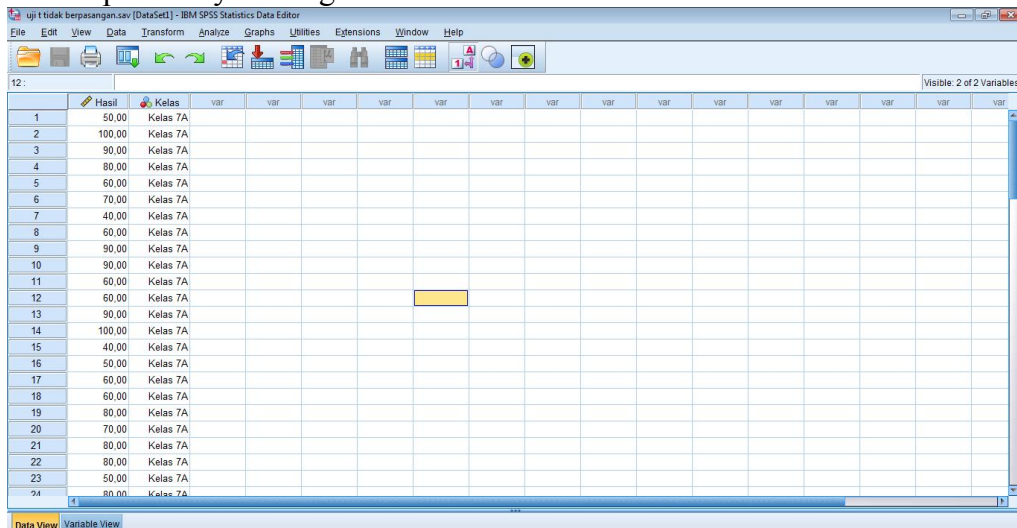 uji t tidak berpasangan.sav [DataSet1] - IBM SPSS Statistics Data Editor
File Edit View Data Transform Analyze Graphs Utilities Extensions Window Help
12 : Visible: 2 of 2 Variables
Hasil Kelas var var var var var var var var var var var var var var var
1 50,00 Kelas 7A
2 100,00 Kelas 7A
3 90,00 Kelas 7A
4 80,00 Kelas 7A
5 60,00 Kelas 7A
6 70,00 Kelas 7A
7 40,00 Kelas 7A
8 60,00 Kelas 7A
9 90,00 Kelas 7A
10 90,00 Kelas 7A
11 60,00 Kelas 7A
12 60,00 Kelas 7A
13 90,00 Kelas 7A
14 100,00 Kelas 7A
15 40,00 Kelas 7A
16 50,00 Kelas 7A
17 60,00 Kelas 7A
18 60,00 Kelas 7A
19 80,00 Kelas 7A
20 70,00 Kelas 7A
21 80,00 Kelas 7A
22 80,00 Kelas 7A
23 50,00 Kelas 7A
24 80,00 Kelas 7A
Data View Variable View